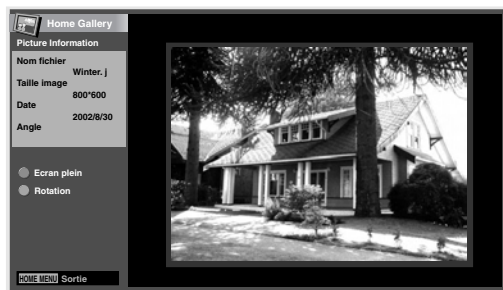 Home Gallery
Picture Information
Nom fichier
Winter. j
Taille image
800*600
Date
2002/8/30
Angle
Ecran plein
Rotation
HOME MENU Sortie